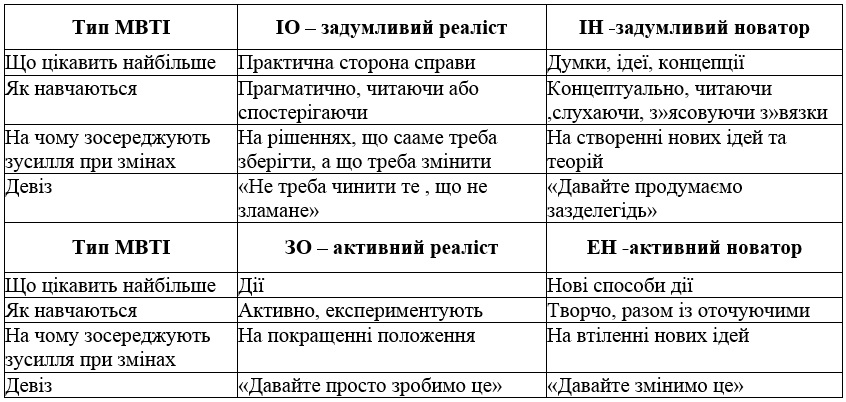 Тип МВТІ
ІО – задумливий реаліст
ІН -задумливий новатор
Що цікавить найбільше
Практична сторона справи
Думки, ідеї, концепції
Як навчаються
Прагматично, читаючи або
спостерігаючи
Концептуально, читаючи
,слухаючи, з»ясовуючи з»вязки
На чому зосереджують
зусилля при змінах
На рішеннях, що сааме треба
зберігти, а що треба змінити
На створенні нових ідей та
теорій
Девіз
«Не треба чинити те , що не
зламане»
«Давайте продумаємо
зазделегідь»
Тип МВТІ
ЗО – активний реаліст
ЕН -активний новатор
Що цікавить найбільше
Дії
Нові способи дії
Як навчаються
Активно, експериментують
Творчо, разом із оточуючими
На чому зосереджують
зусилля при змінах
На покращенні положення
На втіленні нових ідей
Девіз
«Давайте просто зробимо це»
«Давайте змінимо це»